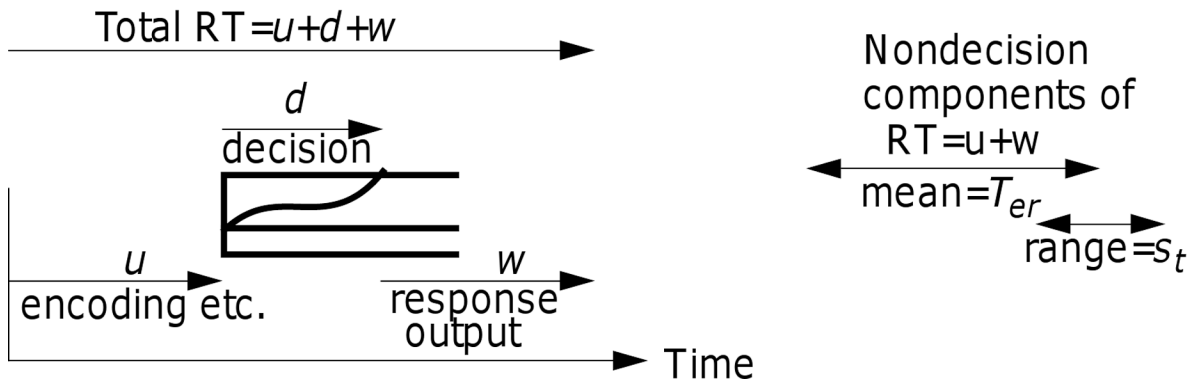 Total RT=u+d+w
d
decision
u
encoding etc.
w
response
output
Time
Nondecision
components of
RT=u+w
mean=Ter
range=st